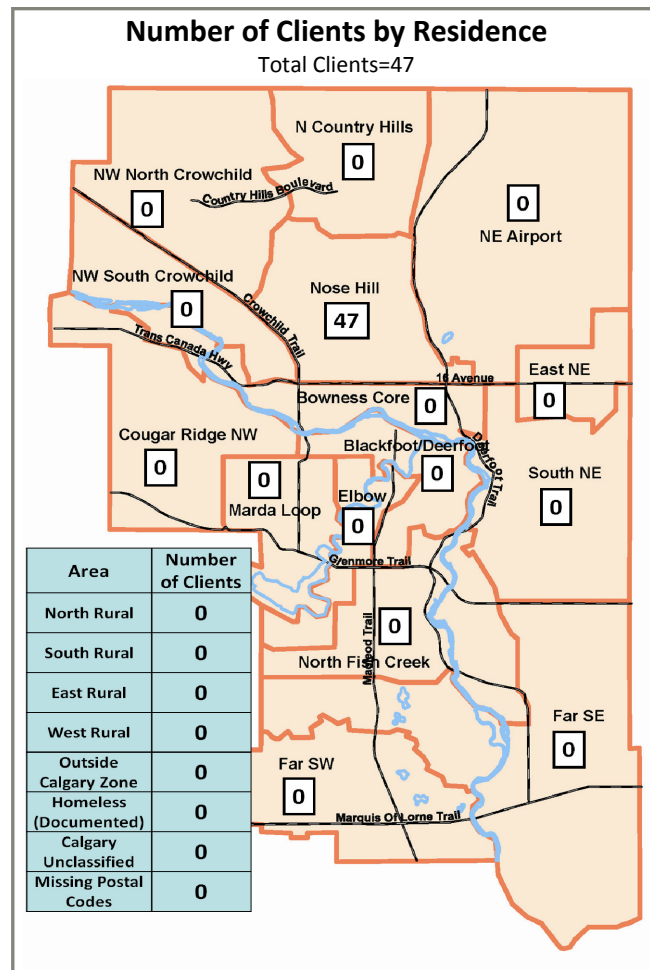 Number of Clients by Residence
Total Clients=47
N Country Hills
0
NW North Crowchild
0
Country Hills Boulevard
0
NE Airport
NW South Crowchild
0
Crowchild Trail
Nose Hill
47
Trans Canada Hwy
16 Avenue
East NE
0
Bowness Core
0
Cougar Ridge NW
0
Blackfoot/Deerfoot
0
Deerfoot Trail
South NE
0
0
Marda Loop
Elbow
0
Glenmore Trail
Macleod Trail
0
North Fish Creek
Far SE
0
Far SW
0
Marquis Of Lorne Trail
Area
Number
of Clients
North Rural
0
South Rural
0
East Rural
0
West Rural
0
Outside
Calgary Zone
0
Homeless
(Documented)
0
Calgary
Unclassified
0
Missing Postal
Codes
0